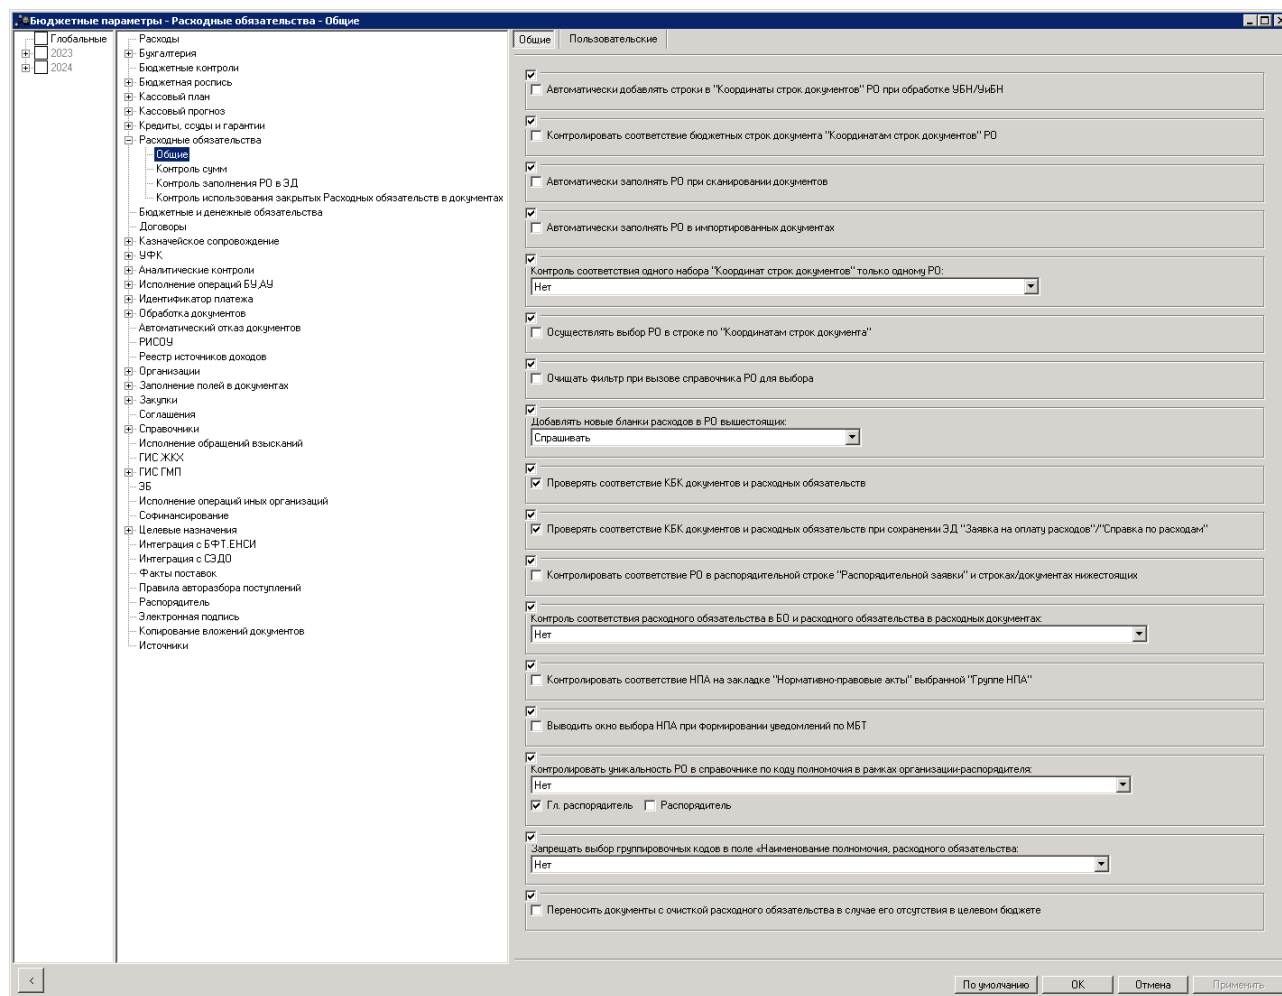 Бюджетные параметры - Расходные обязательства - Общие
Глобальные
2023
2024
Расходы
Бухгалтерия
Бюджетные контроли
Бюджетная роспись
Кассовый план
Кассовый прогноз
Кредиты, ссуды и гарантии
Расходные обязательства
Общие
Контроль сумм
Контроль заполнения РО в ЭД
Контроль использования закрытых Расходных обязательств в документах
Бюджетные и денежные обязательства
Договоры
Казначейское сопровождение
УФК
Аналитические контроли
Исполнение операций БУ,АУ
Идентификатор платежа
Обработка документов
Автоматический отказ документов
РИСОУ
Реестр источников доходов
Организации
Заполнение полей в документах
Закупки
Соглашения
Справочники
Исполнение обращений взысканий
ГИС ЖКХ
ГИС ГМП
ЭБ
Исполнение операций иных организаций
Софинансирование
Целевые назначения
Интеграция с БФТ.ЕНСИ
Интеграция с СЭДО
Факты поставок
Правила авторазбора поступлений
Распорядитель
Электронная подпись
Копирование вложений документов
Источники
Общие Пользовательские
Автоматически добавлять строки в "Координаты строк документов" РО при обработке УБН/УиБН
Контролировать соответствие бюджетных строк документа "Координатам строк документов" РО
Автоматически заполнять РО при сканировании документов
Автоматически заполнять РО в импортированных документах
Контроль соответствия одного набора "Координат строк документов" только одному РО:
Нет
Осуществлять выбор РО в строке по "Координатам строк документа"
Очищать фильтр при вызове справочника РО для выбора
Добавлять новые бланки расходов в РО вышестоящих:
Спрашивать
Проверять соответствие КБК документов и расходных обязательств
Проверять соответствие КБК документов и расходных обязательств при сохранении ЭД "Заявка на оплату расходов"/"Справка по расходам"
Контролировать соответствие РО в распорядительной строке "Распорядительной заявки" и строках/документах нижестоящих
Контроль соответствия расходного обязательства в БО и расходного обязательства в расходных документах:
Нет
Контролировать соответствие НПА на закладке "Нормативно-правовые акты" выбранной "Группе НПА"
Выводить окно выбора НПА при формировании уведомлений по МБТ
Контролировать уникальность РО в справочнике по коду полномочия в рамках организации-распорядителя:
Нет
Гл. распорядитель Распорядитель
Запрещать выбор группировочных кодов в поле «Наименование полномочия, расходного обязательства:
Нет
Переносить документы с очисткой расходного обязательства в случае его отсутствия в целевом бюджете
< По умолчанию OK Отмена Применить